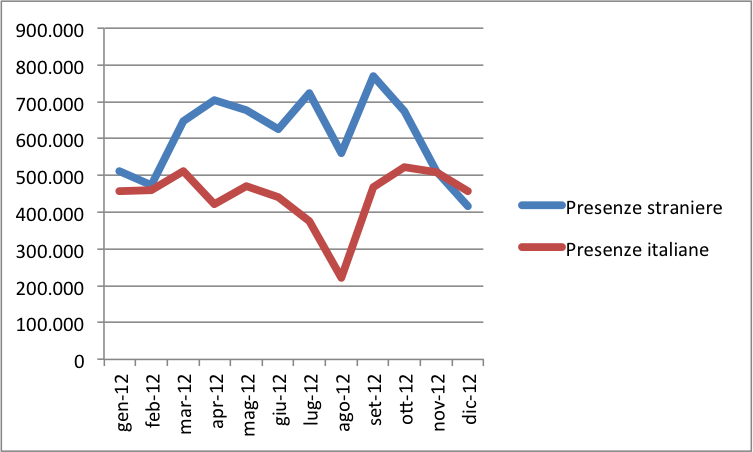 900.000
800.000
700.000
600.000
500.000
400.000
300.000
200.000
100.000
0
gen-12
feb-12
mar-12
apr-12
mag-12
giu-12
lug-12
ago-12
set-12
ott-12
nov-12
dic-12
Presenze straniere
Presenze italiane